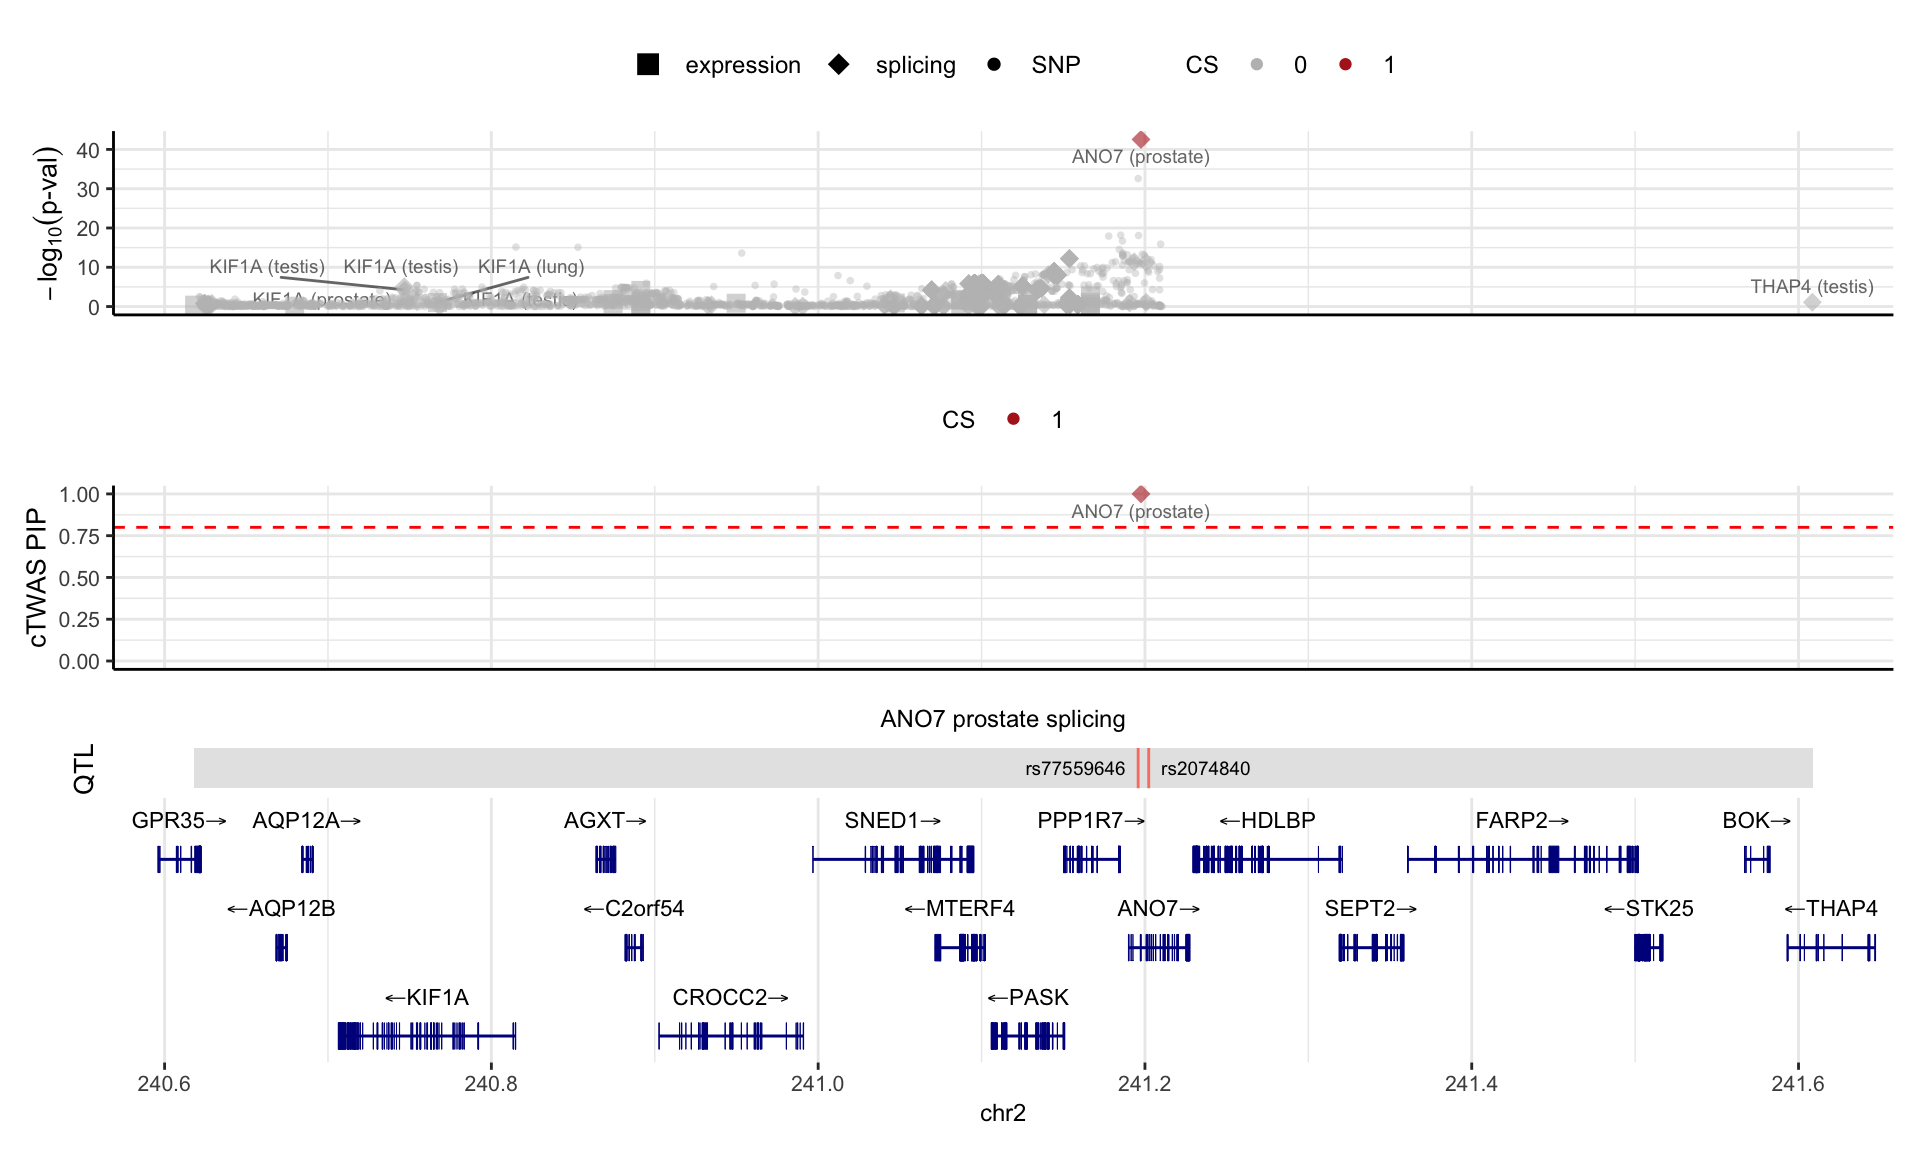 expression splicing SNP CS 0 1
− log10(p-val)
40
30
20
10
0
ANO7 (prostate)
KIF1A (testis) KIF1A (testis) KIF1A (lung)
KIF1A (prostate) KIF1A (testis)
THAP4 (testis)
CS 1
cTWAS PIP
1.00
0.75
0.50
0.25
0.00
ANO7 (prostate)
ANO7 prostate splicing
QTL
rs77559646 rs2074840
GPR35→ AQP12A→ AGXT→ SNED1→ PPP1R7→ ←HDLBP FARP2→ BOK→
←AQP12B ←C2orf54 ←MTERF4 ANO7→ SEPT2→ ←STK25 ←THAP4
←KIF1A CROCC2→ ←PASK
240.6 240.8 241.0 241.2 241.4 241.6
chr2